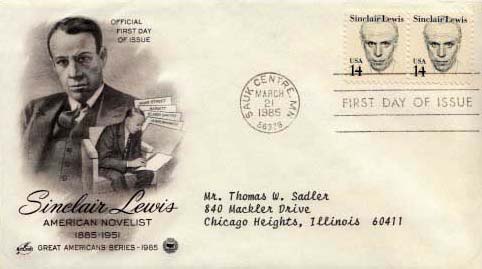 OFFICIAL
FIRST DAY
OF ISSUE
MAIN STREET
BABBITT
Sinclair Lewis
AMERICAN NOVELIST
1885-1951
GREAT AMERICANS SERIES - 1985
Sinclair Lewis
USA
14
Sinclair Lewis
USA
14
SAUK CENTRE, MN
MARCH
21
1985
56378
FIRST DAY OF ISSUE
Mr. Thomas W. Sadler
840 Mackler Drive
Chicago Heights, Illinois 60411